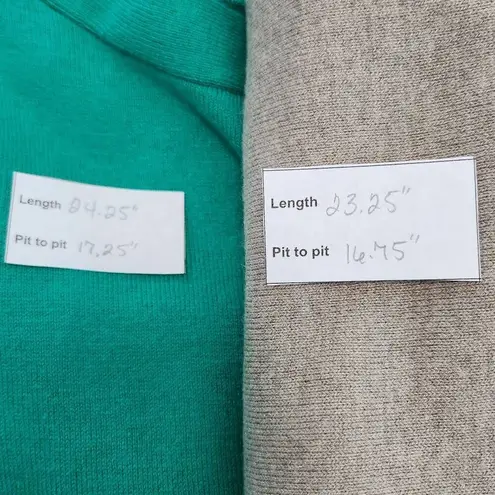 Length 24.25"
Pit to pit 17.25"
Length 23.25"
Pit to pit 16.75"